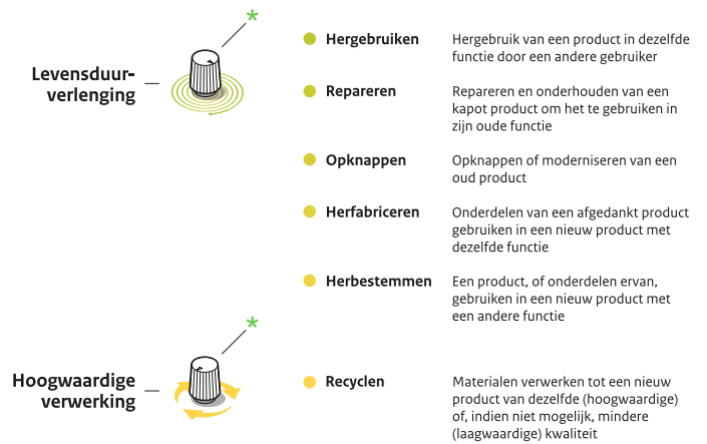 Levensduur-
verlenging
*
Hergebruiken
Hergebruik van een product in dezelfde
functie door een andere gebruiker
Repareren
Repareren en onderhouden van een
kapot product om het te gebruiken in
zijn oude functie
Opknappen
Opknappen of moderniseren van een
oud product
Herfabriceren
Onderdelen van een afgedankt product
gebruiken in een nieuw product met
dezelfde functie
Herbestemmen
Een product, of onderdelen ervan,
gebruiken in een nieuw product met
een andere functie
Hoogwaardige
verwerking
*
Recyclen
Materialen verwerken tot een nieuw
product van dezelfde (hoogwaardige)
of, indien niet mogelijk, mindere
(laagwaardige) kwaliteit